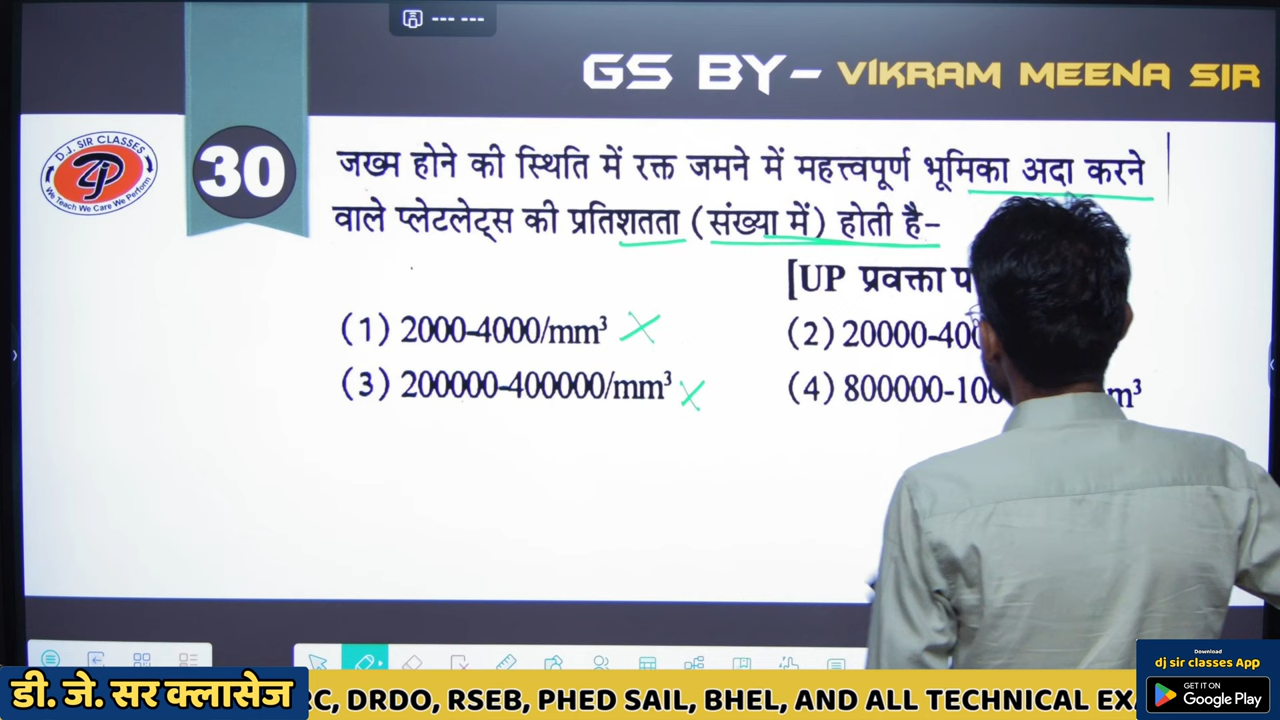 --- ---
GS BY- VIKRAM MEENA SIR
D.J. SIR CLASSES
We Teach We Care We Perform
30
जख्म होने की स्थिति में रक्त जमने में महत्त्वपूर्ण भूमिका अदा करने
वाले प्लेटलेट्स की प्रतिशतता (संख्या में) होती है-
[UP प्रवक्ता
(1) 2000-4000/mm³
(2) 20000-
(3) 200000-400000/mm³
(4) 800000-
डी. जे. सर क्लासेज
DRDO, RSEB, PHED SAIL, BHEL, AND ALL TECHNICAL
Download
dj sir classes App
GET IT ON
Google Play